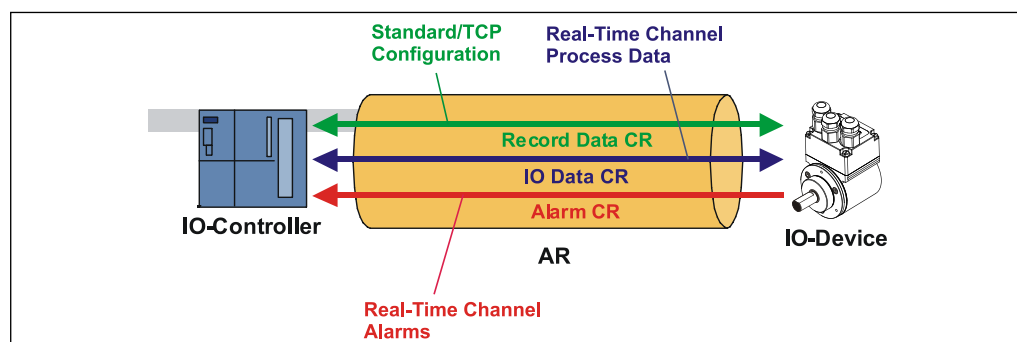 Standard/TCP
Configuration
Real-Time Channel
Process Data
Record Data CR
IO Data CR
Alarm CR
IO-Controller
IO-Device
AR
Real-Time Channel
Alarms